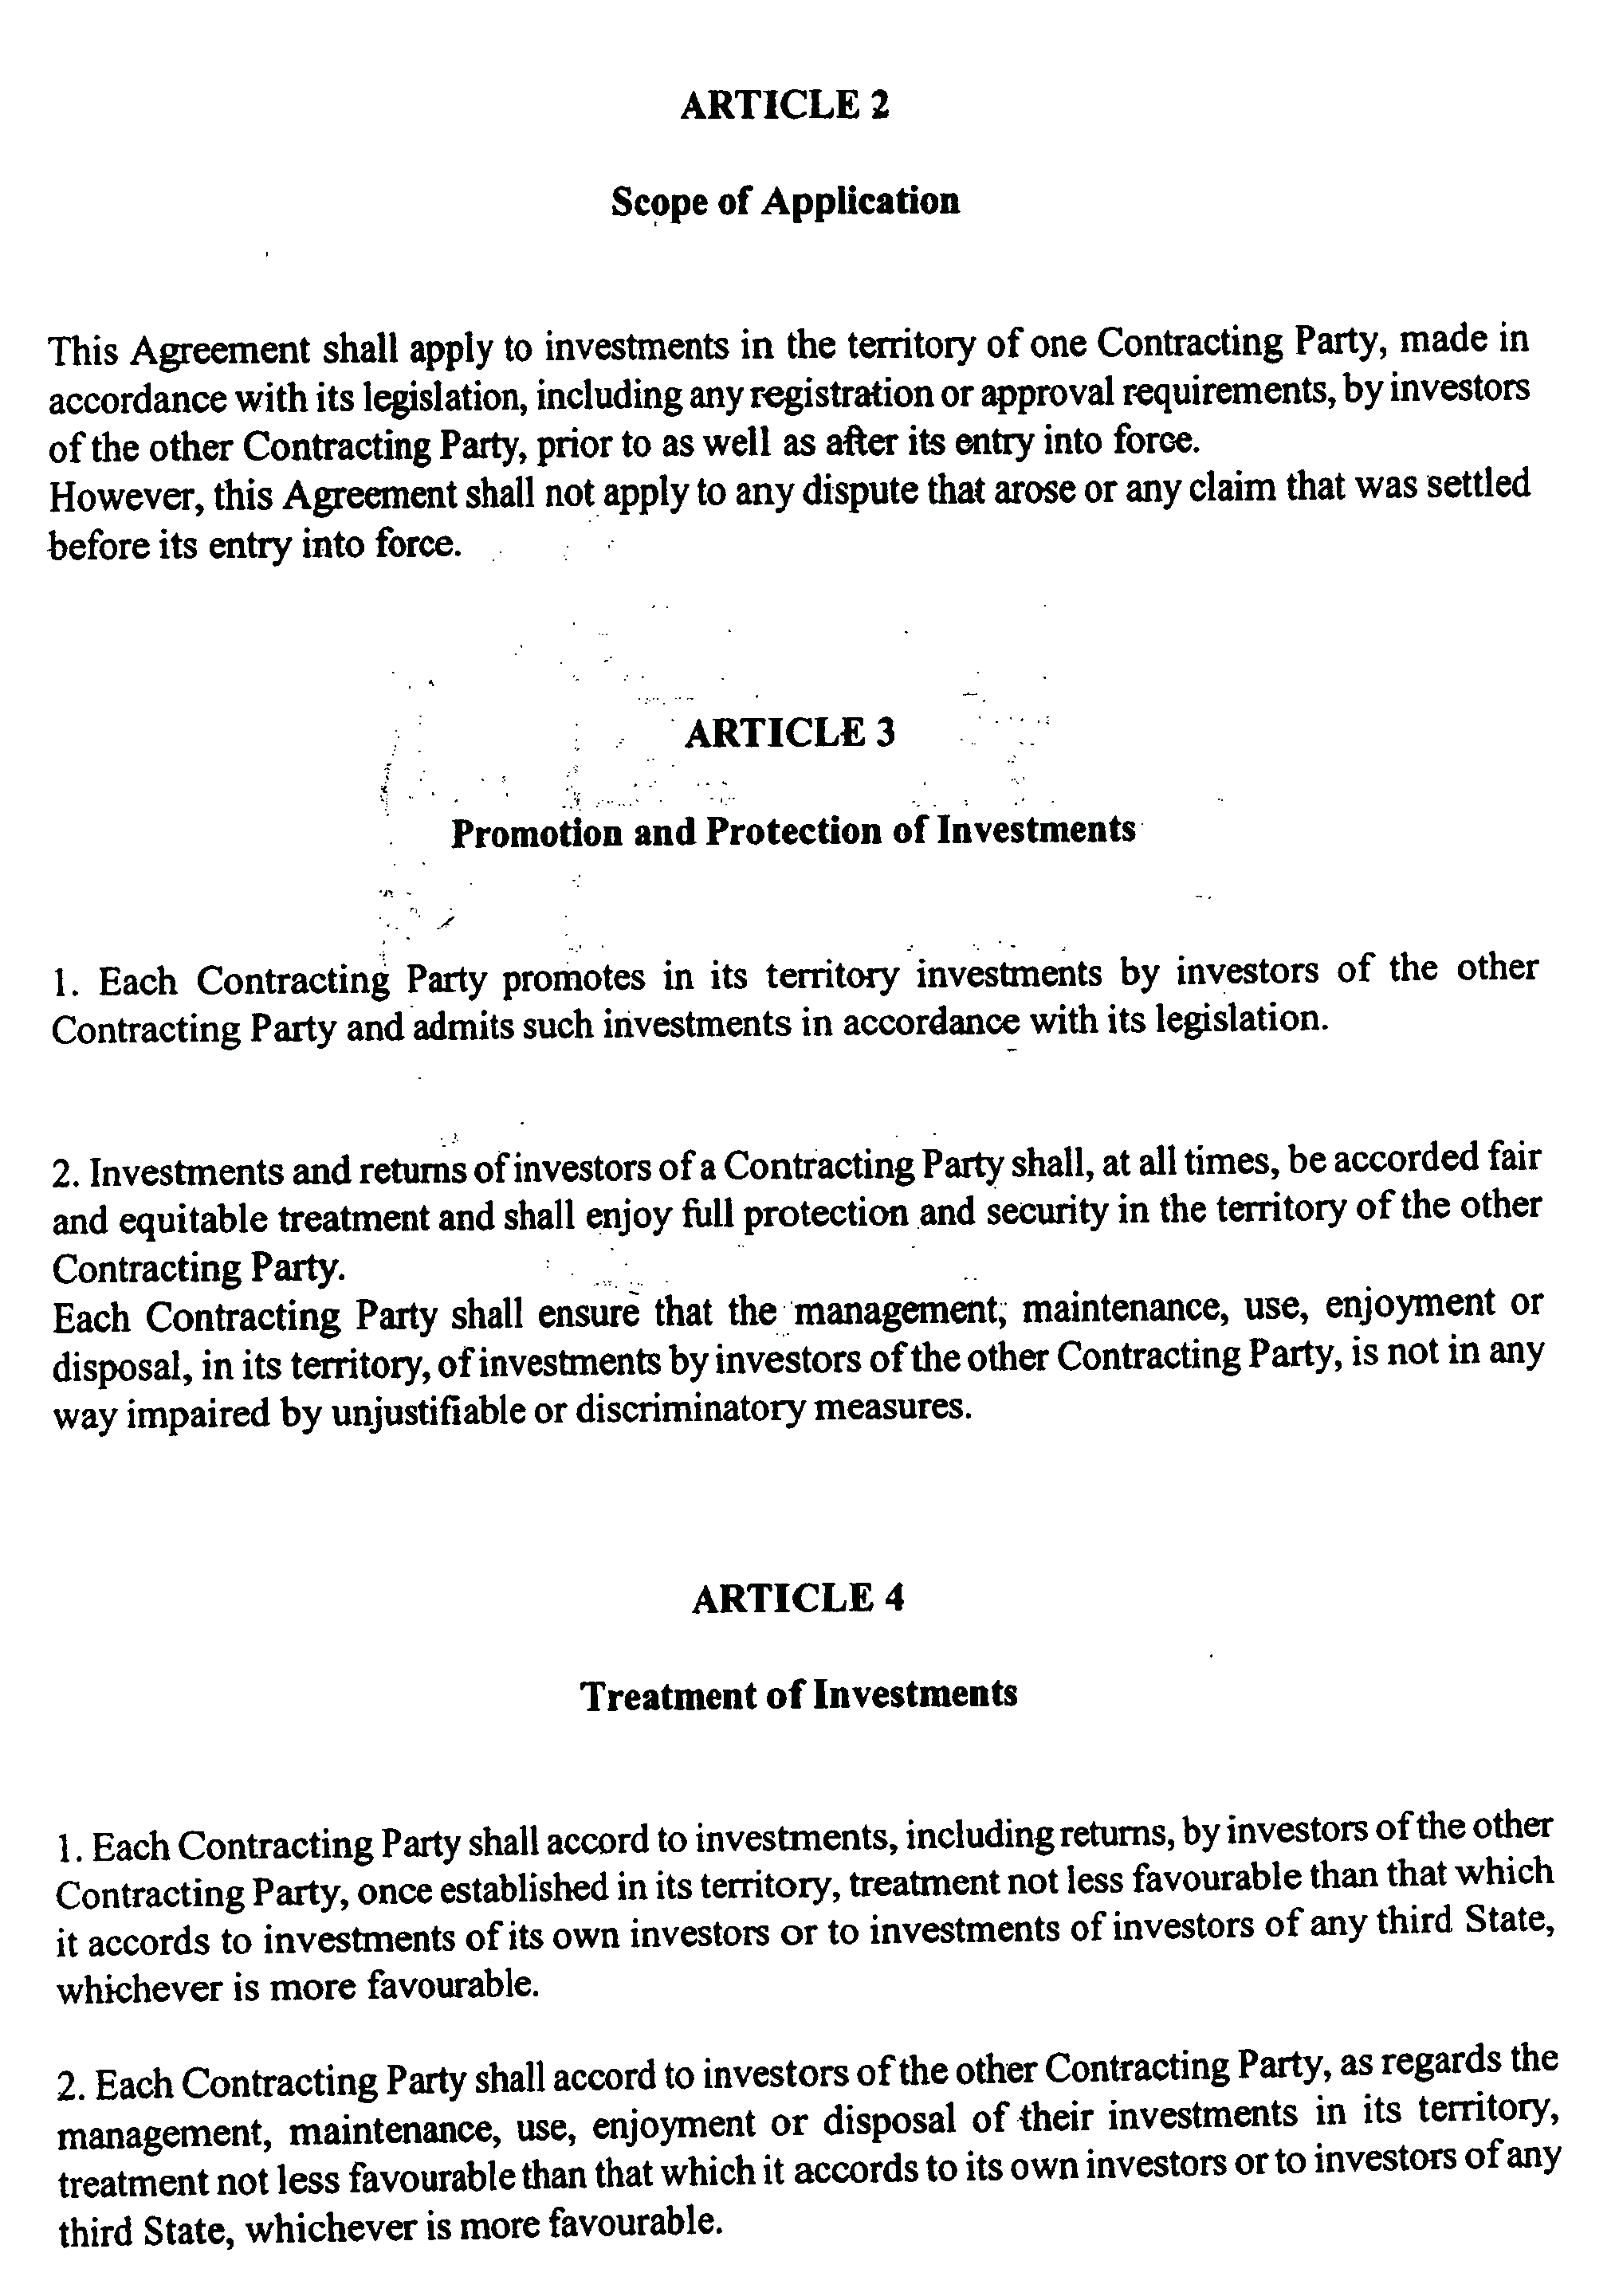 ARTICLE 2
Scope of Application
This Agreement shall apply to investments in the territory of one Contracting Party, made in
accordance with its legislation, including any registration or approval requirements, by investors
of the other Contracting Party, prior to as well as after its entry into force.
However, this Agreement shall not apply to any dispute that arose or any claim that was settled
before its entry into force.
ARTICLE 3
Promotion and Protection of Investments
1. Each Contracting Party promotes in its territory investments by investors of the other
Contracting Party and admits such investments in accordance with its legislation.
2. Investments and returns of investors of a Contracting Party shall, at all times, be accorded fair
and equitable treatment and shall enjoy full protection and security in the territory of the other
Contracting Party.
Each Contracting Party shall ensure that the management, maintenance, use, enjoyment or
disposal, in its territory, of investments by investors of the other Contracting Party, is not in any
way impaired by unjustifiable or discriminatory measures.
ARTICLE 4
Treatment of Investments
1. Each Contracting Party shall accord to investments, including returns, by investors of the other
Contracting Party, once established in its territory, treatment not less favourable than that which
it accords to investments of its own investors or to investments of investors of any third State,
whichever is more favourable.
2. Each Contracting Party shall accord to investors of the other Contracting Party, as regards the
management, maintenance, use, enjoyment or disposal of their investments in its territory,
treatment not less favourable than that which it accords to its own investors or to investors of any
third State, whichever is more favourable.